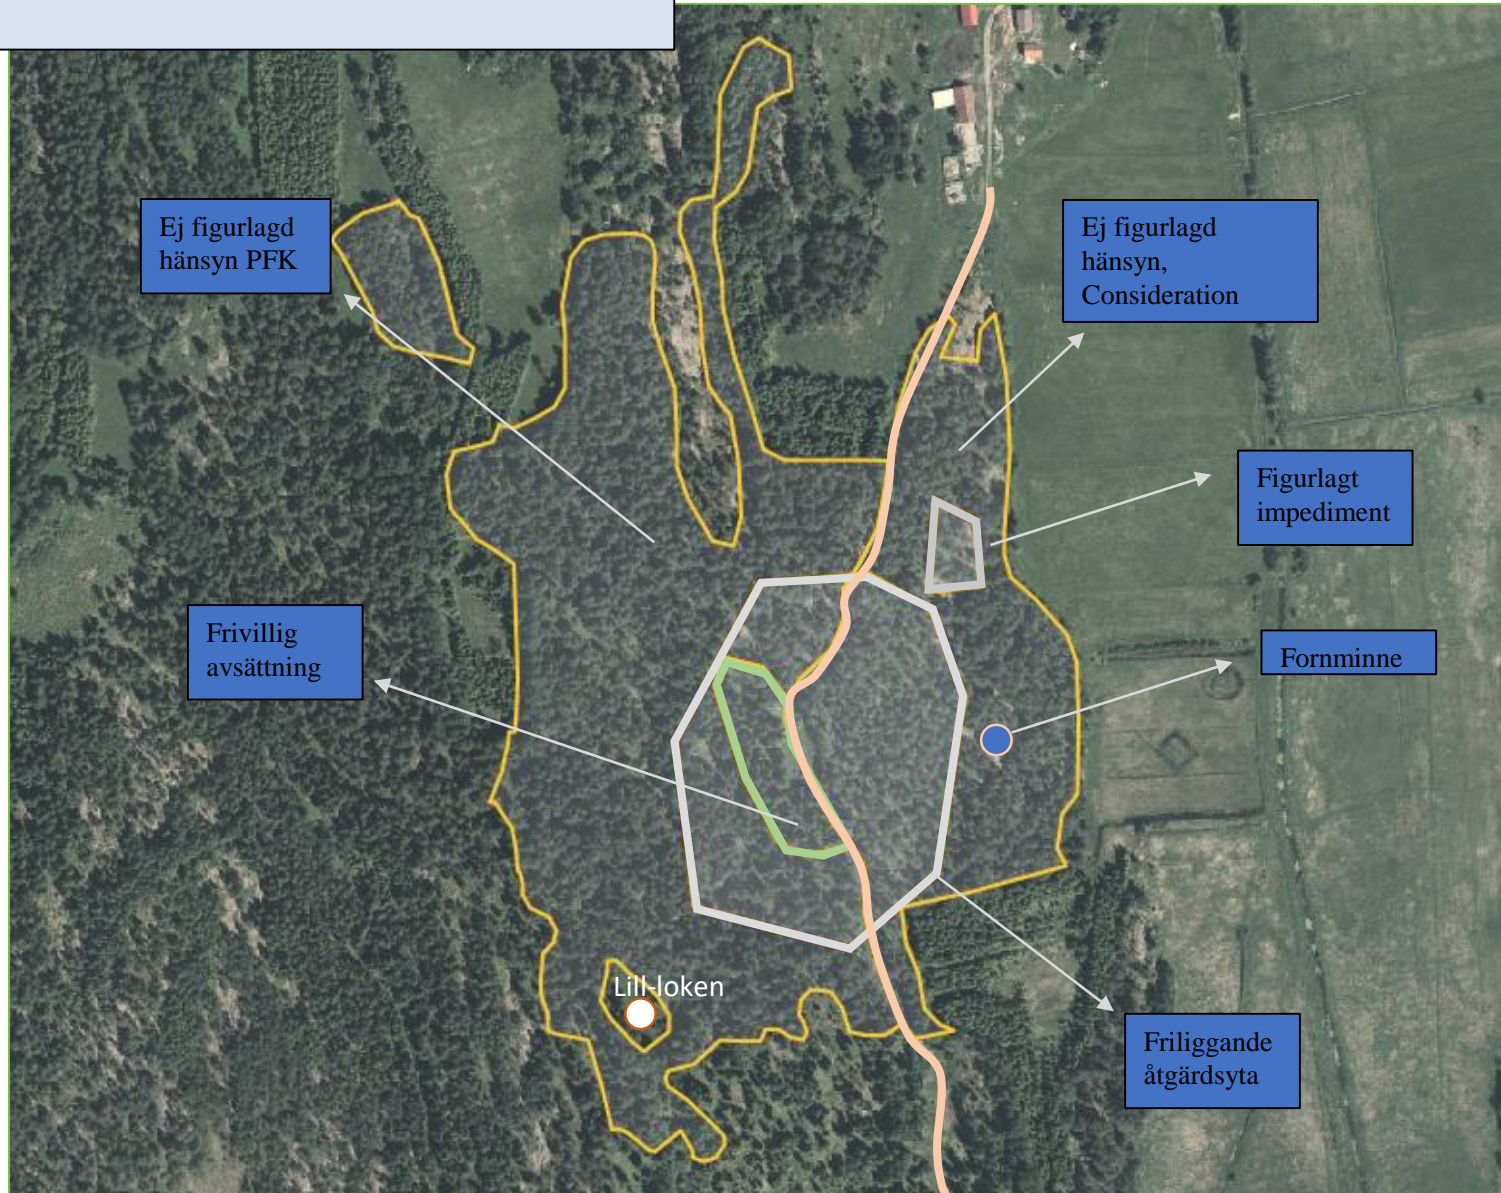 Ej figurlagd
hänsyn PFK
Ej figurlagd
hänsyn,
Consideration
Figurlagt
impediment
Frivillig
avsättning
Fornminne
Lill-loken
Friliggande
åtgärdsyta